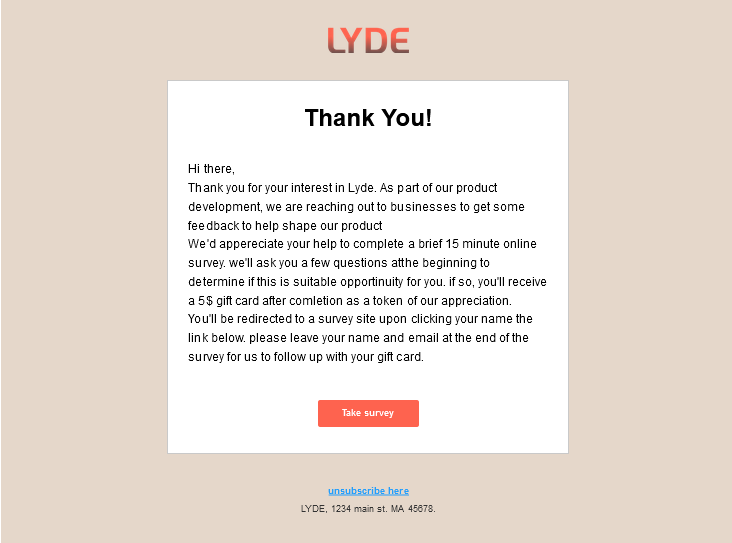 LYDE
Thank You!
Hi there,
Thank you for your interest in Lyde. As part of our product
development, we are reaching out to businesses to get some
feedback to help shape our product
We'd appereciate your help to complete a brief 15 minute online
survey. we'll ask you a few questions atthe beginning to
determine if this is suitable opportinuity for you. if so, you'll receive
a 5$ gift card after comletion as a token of our appreciation.
You'll be redirected to a survey site upon clicking your name the
link below. please leave your name and email at the end of the
survey for us to follow up with your gift card.
Take survey
unsubscribe here
LYDE, 1234 main st. MA 45678.